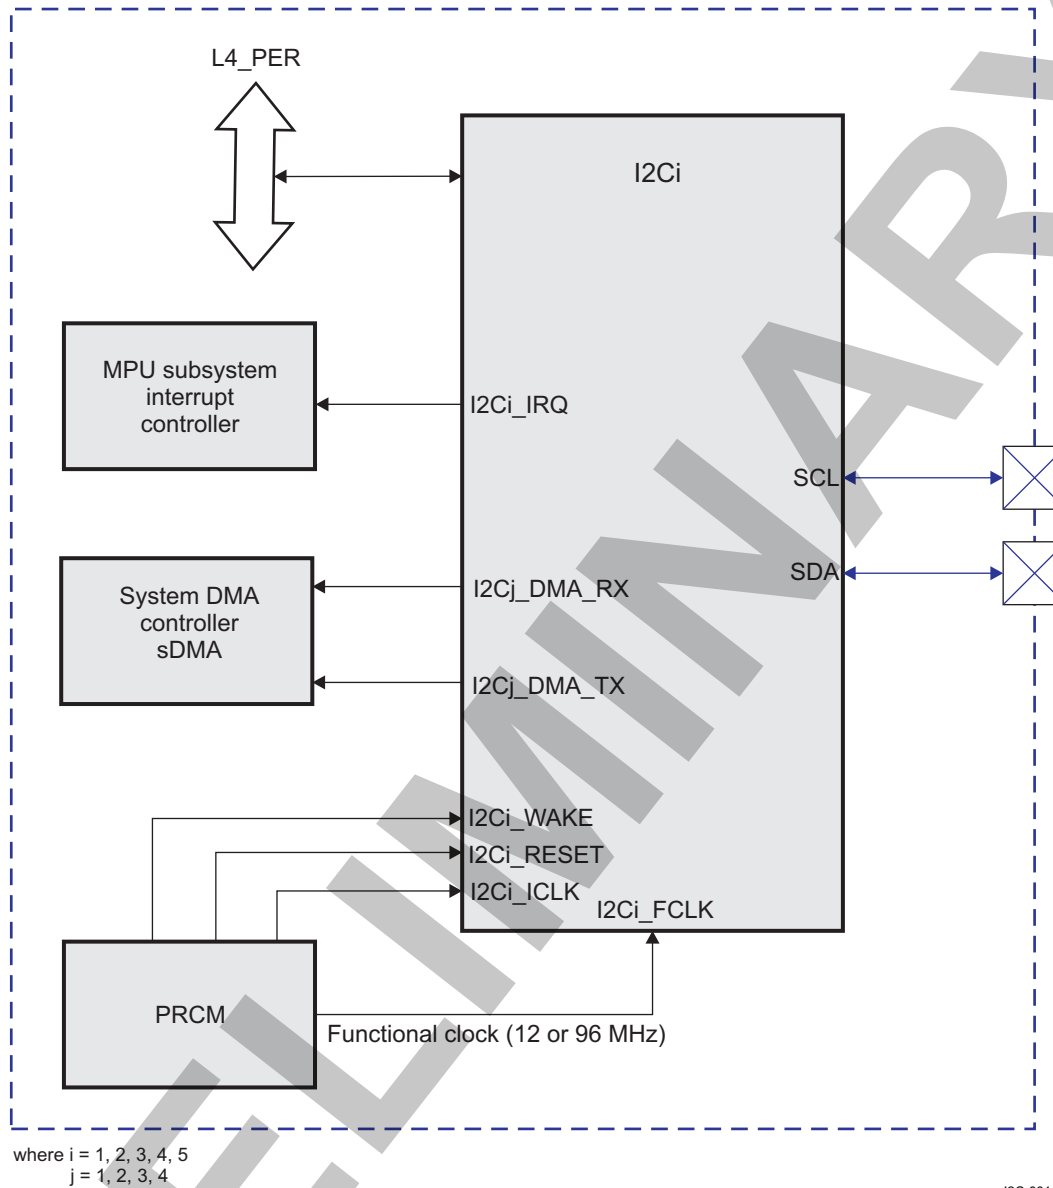 L4_PER
I2Ci
MPU subsystem
interrupt
controller
I2Ci_IRQ
SCL
SDA
System DMA
controller
sDMA
I2Cj_DMA_RX
I2Cj_DMA_TX
I2Ci_WAKE
I2Ci_RESET
I2Ci_ICLK
I2Ci_FCLK
PRCM
Functional clock (12 or 96 MHz)
where i = 1, 2, 3, 4, 5
j = 1, 2, 3, 4